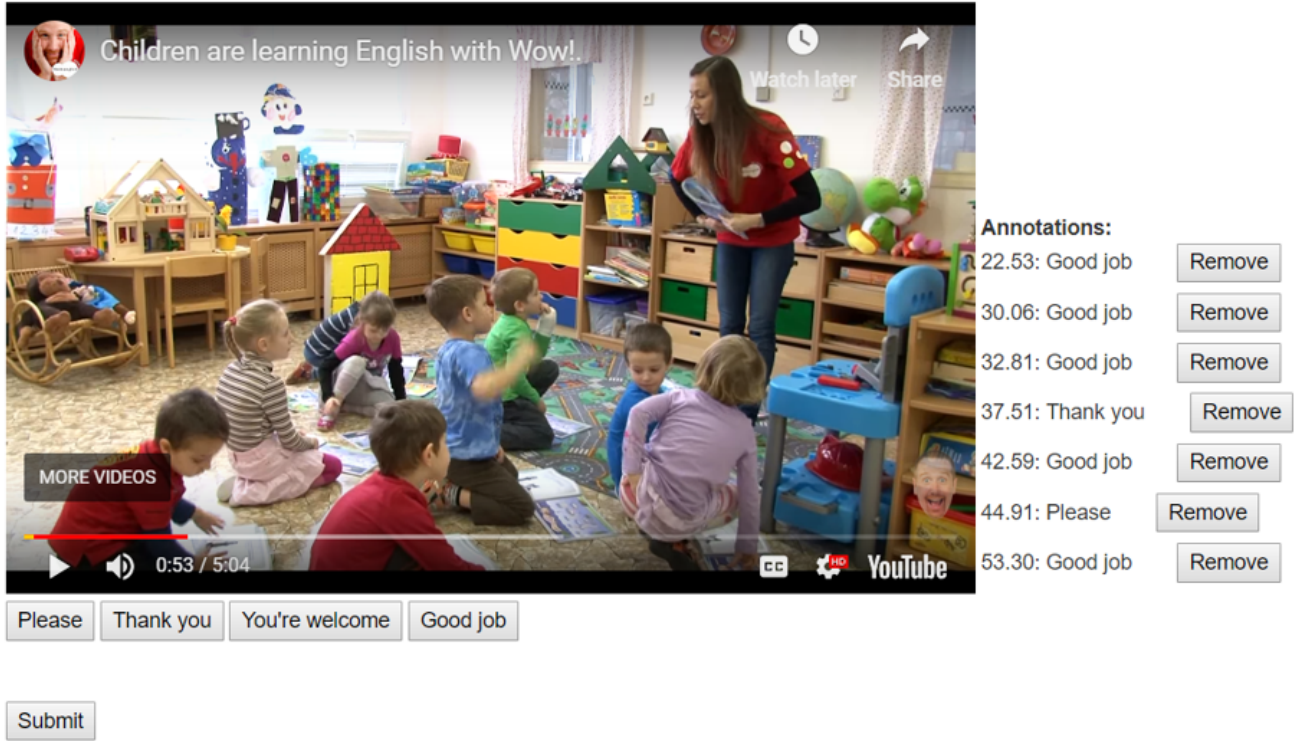 Children are learning English with Wow!.
Watch later
Share
MORE VIDEOS
0:53 / 5:04
CC
HD
YouTube
Annotations:
22.53: Good job Remove
30.06: Good job Remove
32.81: Good job Remove
37.51: Thank you Remove
42.59: Good job Remove
44.91: Please Remove
53.30: Good job Remove
Please Thank you You're welcome Good job
Submit